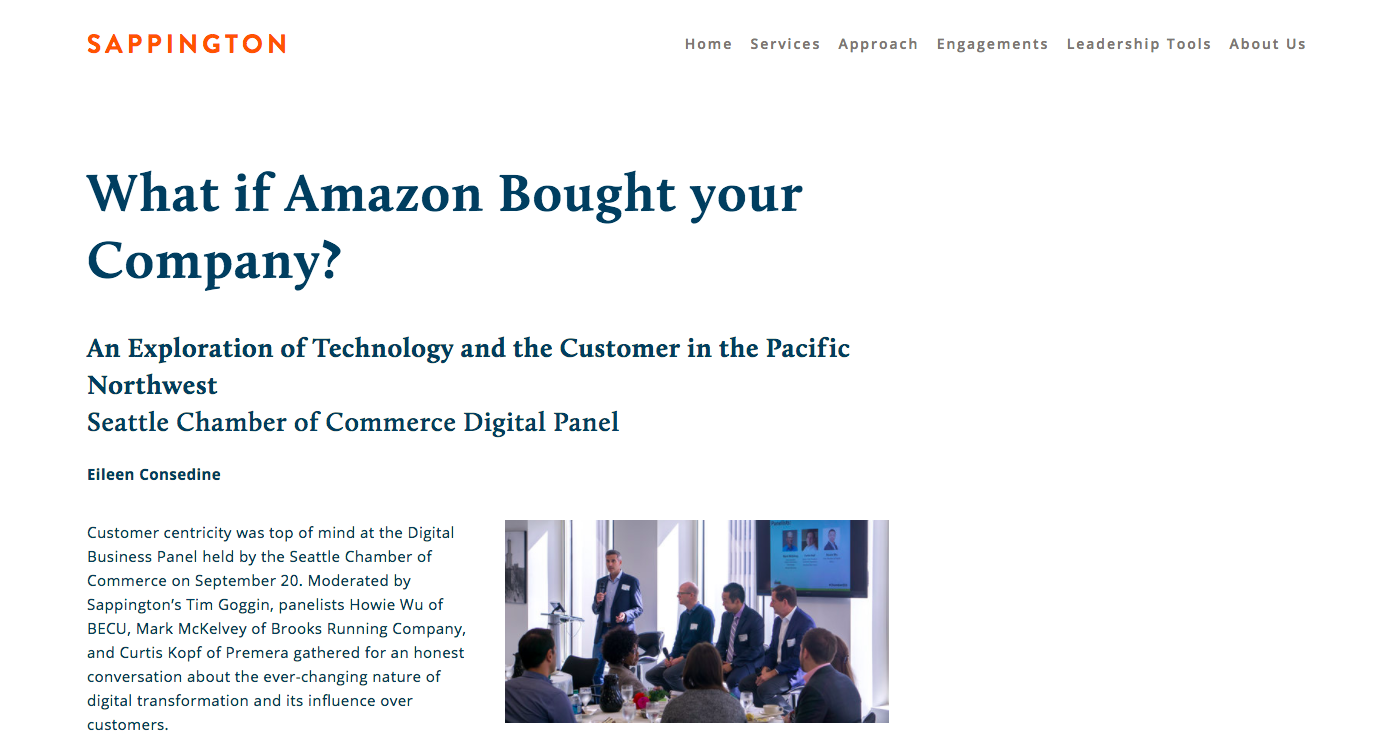 SAPPINGTON
Home Services Approach Engagements Leadership Tools About Us
What if Amazon Bought your
Company?
An Exploration of Technology and the Customer in the Pacific
Northwest
Seattle Chamber of Commerce Digital Panel
Eileen Consedine
Customer centricity was top of mind at the Digital
Business Panel held by the Seattle Chamber of
Commerce on September 20. Moderated by
Sappington’s Tim Goggin, panelists Howie Wu of
BECU, Mark McKelvey of Brooks Running Company,
and Curtis Kopf of Premera gathered for an honest
conversation about the ever-changing nature of
digital transformation and its influence over
customers.